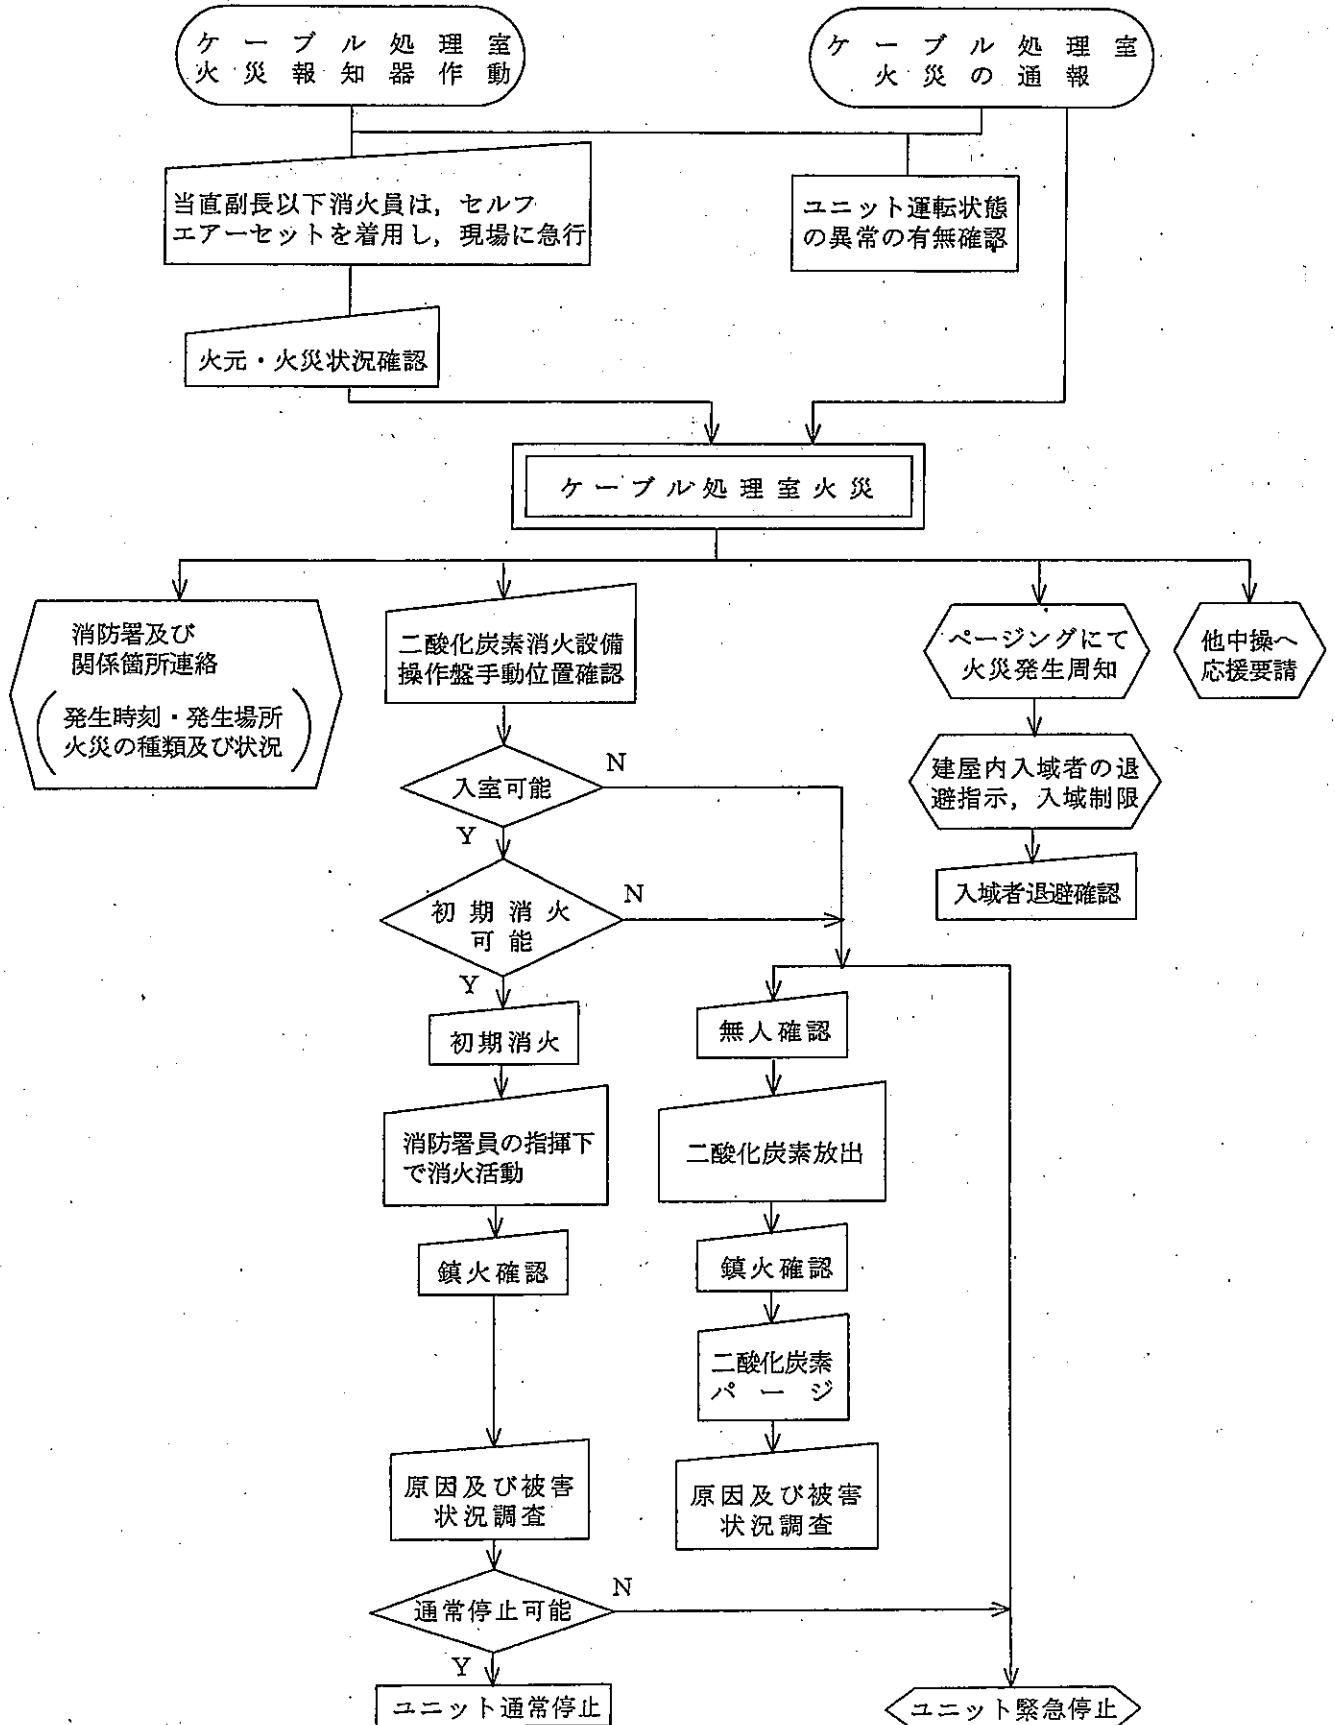 ケーブル処理室
火災報知器作動
ケーブル処理室
火災の通報
当直副長以下消火員は,セルフ
エアーセットを着用し,現場に急行
ユニット運転状態
の異常の有無確認
火元・火災状況確認
ケーブル処理室火災
消防署及び
関係箇所連絡
(発生時刻・発生場所
火災の種類及び状況)
二酸化炭素消火設備
操作盤手動位置確認
ページングにて
火災発生周知
他中操へ
応援要請
入室可能
N
Y
建屋内入域者の退
避指示,入域制限
入域者退避確認
初期消火
可能
N
Y
初期消火
無人確認
消防署員の指揮下
で消火活動
二酸化炭素放出
鎮火確認
鎮火確認
二酸化炭素
パージ
原因及び被害
状況調査
原因及び被害
状況調査
通常停止可能
N
Y
ユニット通常停止
ユニット緊急停止